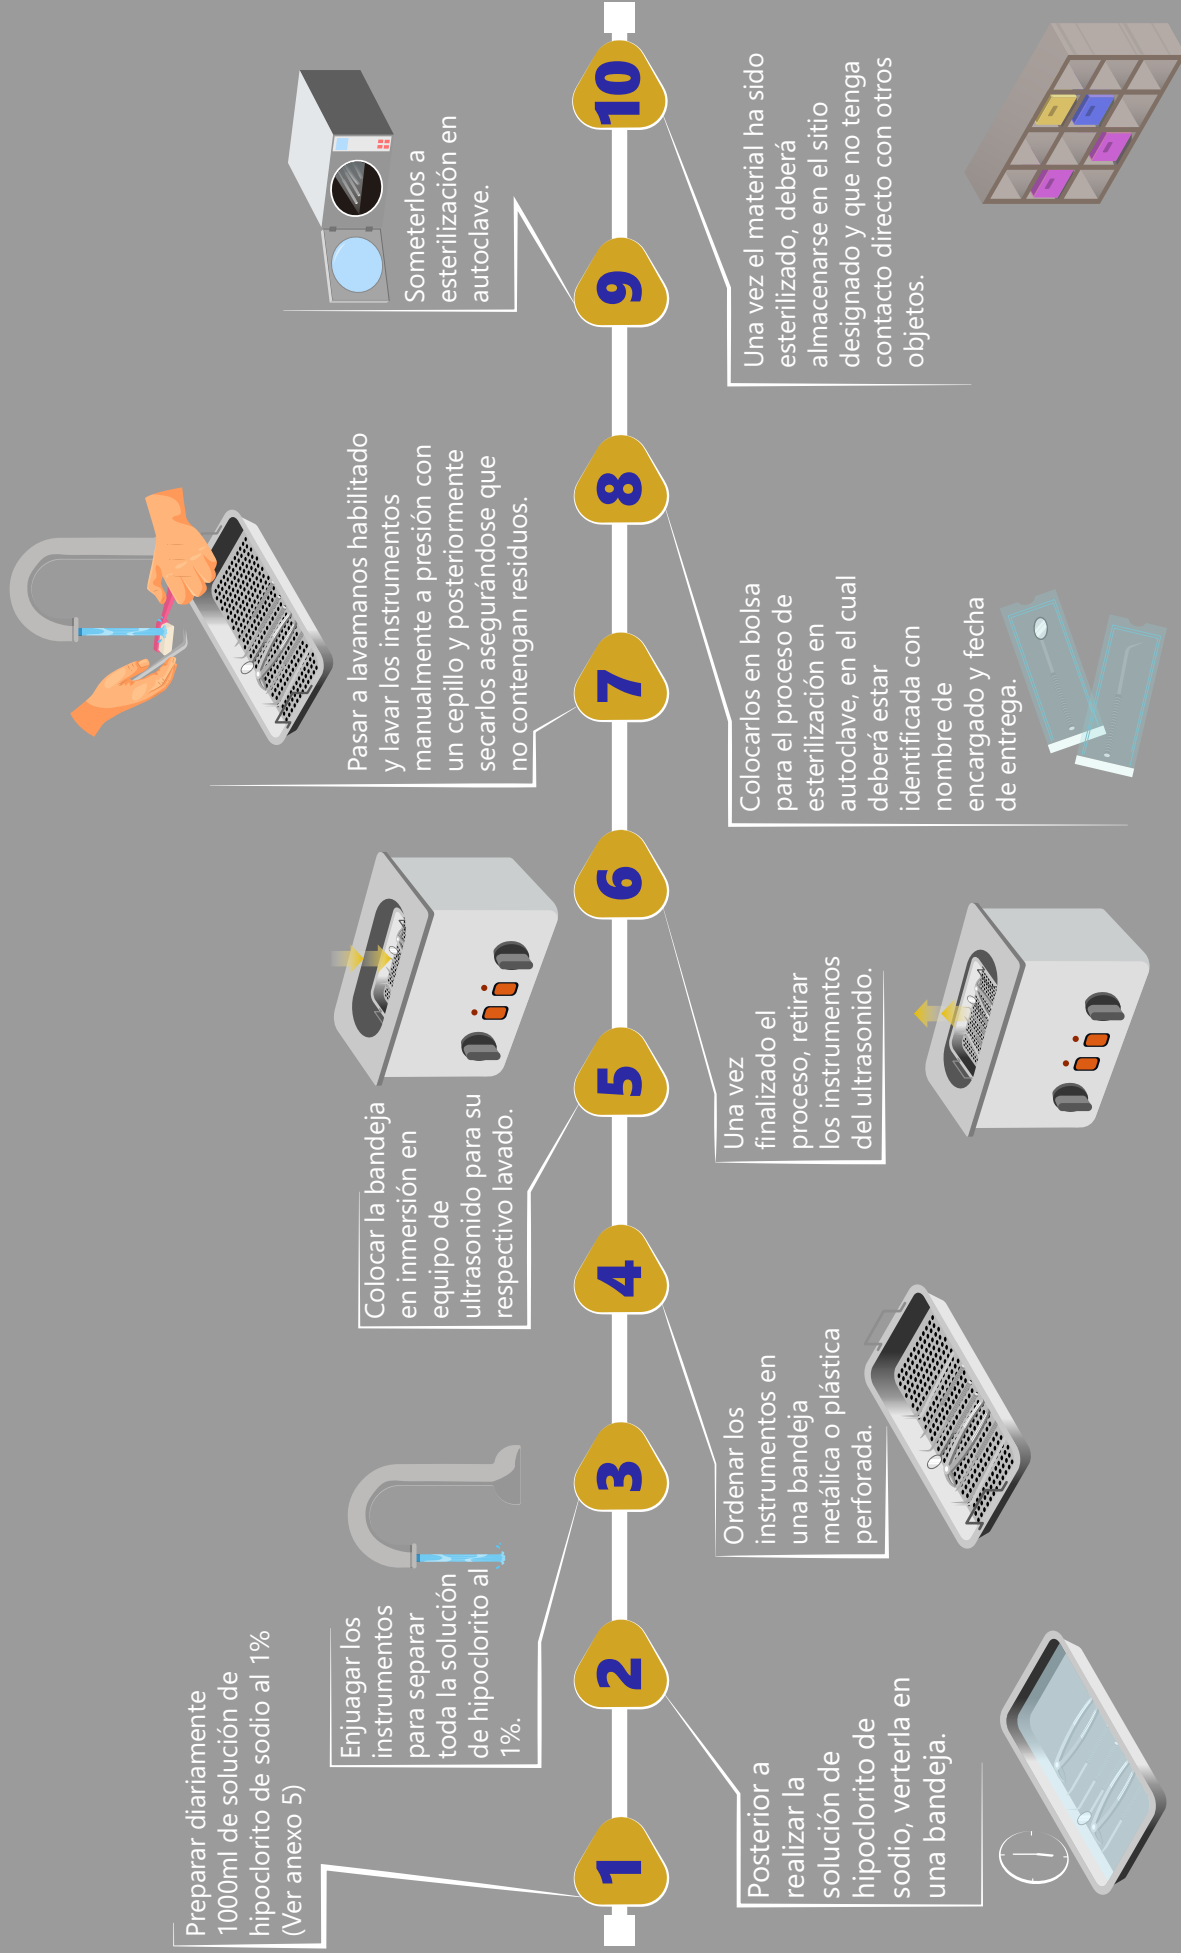 1
Preparar diariamente
1000ml de solución de
hipoclorito de sodio al 1%
(Ver anexo 5)
2
Posterior a
realizar la
solución de
hipoclorito de
sodio, verterla en
una bandeja.
3
Enjuagar los
instrumentos
para separar
toda la solución
de hipoclorito al
1%.
4
Ordenar los
instrumentos en
una bandeja
metálica o plástica
perforada.
5
Colocar la bandeja
en inmersión en
equipo de
ultrasonido para su
respectivo lavado.
6
Una vez
finalizado el
proceso, retirar
los instrumentos
del ultrasonido.
7
Pasar a lavamanos habilitado
y lavar los instrumentos
manualmente a presión con
un cepillo y posteriormente
secarlos asegurándose que
no contengan residuos.
8
Colocarlos en bolsa
para el proceso de
esterilización en
autoclave, en el cual
deberá estar
identificada con
nombre de
encargado y fecha
de entrega.
9
Someterlos a
esterilización en
autoclave.
10
Una vez el material ha sido
esterilizado, deberá
almacenarse en el sitio
designado y que no tenga
contacto directo con otros
objetos.